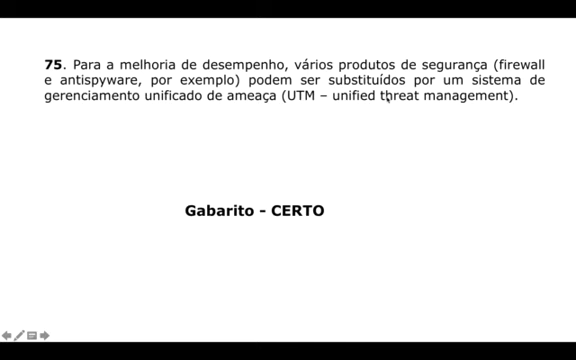 75. Para a melhoria de desempenho, vários produtos de segurança (firewall
e antispyware, por exemplo) podem ser substituídos por um sistema de
gerenciamento unificado de ameaça (UTM – unified threat management).
Gabarito - CERTO